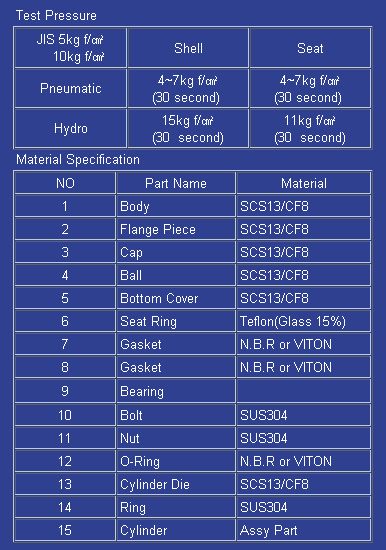 Test Pressure
JIS 5kg f/㎠ Shell Seat
10kg f/㎠
Pneumatic 4~7kg f/㎠ 4~7kg f/㎠
(30 second) (30 second)
Hydro 15kg f/㎠ 11kg f/㎠
(30 second) (30 second)
Material Specification
NO Part Name Material
1 Body SCS13/CF8
2 Flange Piece SCS13/CF8
3 Cap SCS13/CF8
4 Ball SCS13/CF8
5 Bottom Cover SCS13/CF8
6 Seat Ring Teflon(Glass 15%)
7 Gasket N.B.R or VITON
8 Gasket N.B.R or VITON
9 Bearing
10 Bolt SUS304
11 Nut SUS304
12 O-Ring N.B.R or VITON
13 Cylinder Die SCS13/CF8
14 Ring SUS304
15 Cylinder Assy Part